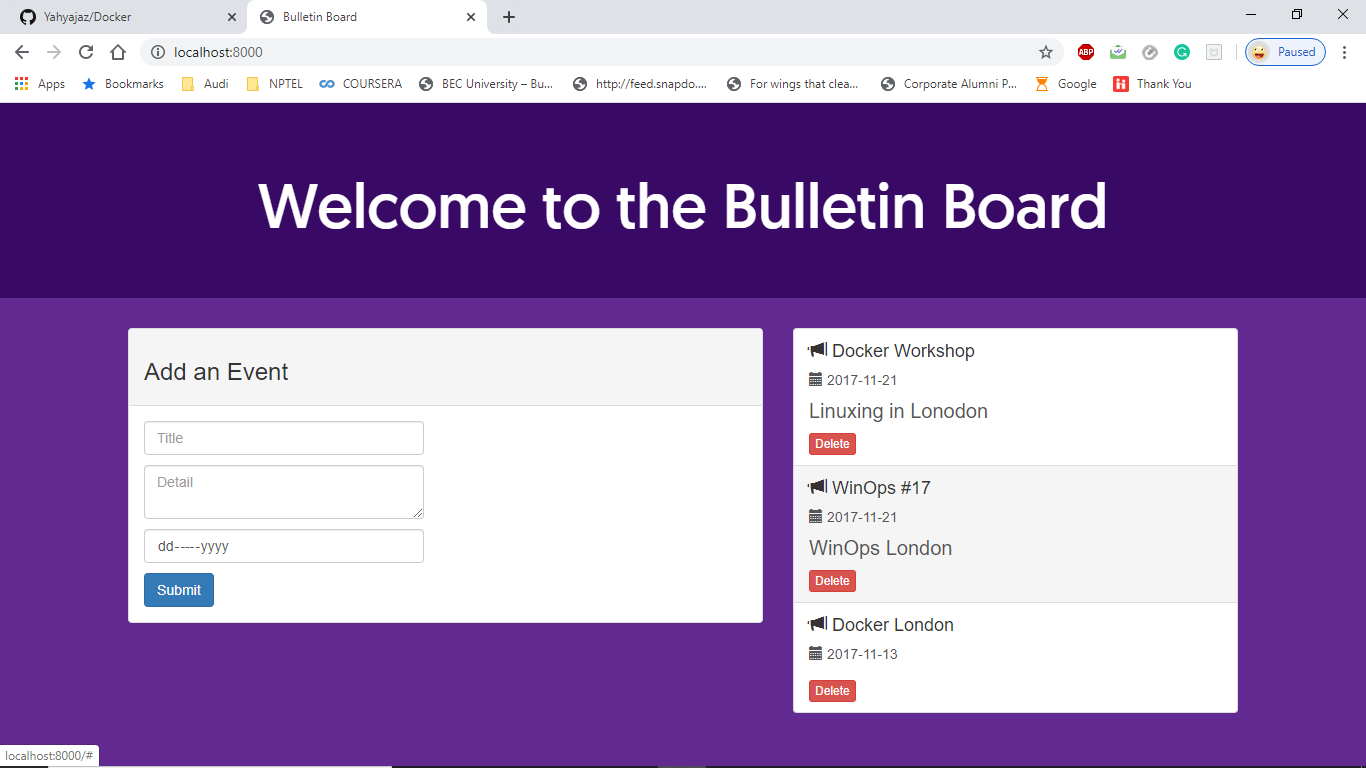 Yahyajaz/Docker
Bulletin Board
localhost:8000
ABP
Paused
Apps
Bookmarks
Audi
NPTEL
COURSERA
BEC University – Bu...
http://feed.snapdo....
For wings that clea...
Corporate Alumni P...
Google
Thank You
Welcome to the Bulletin Board
Add an Event
Title
Detail
dd-----yyyy
Submit
Docker Workshop
2017-11-21
Linuxing in Lonodon
Delete
WinOps #17
2017-11-21
WinOps London
Delete
Docker London
2017-11-13
Delete
localhost:8000/#